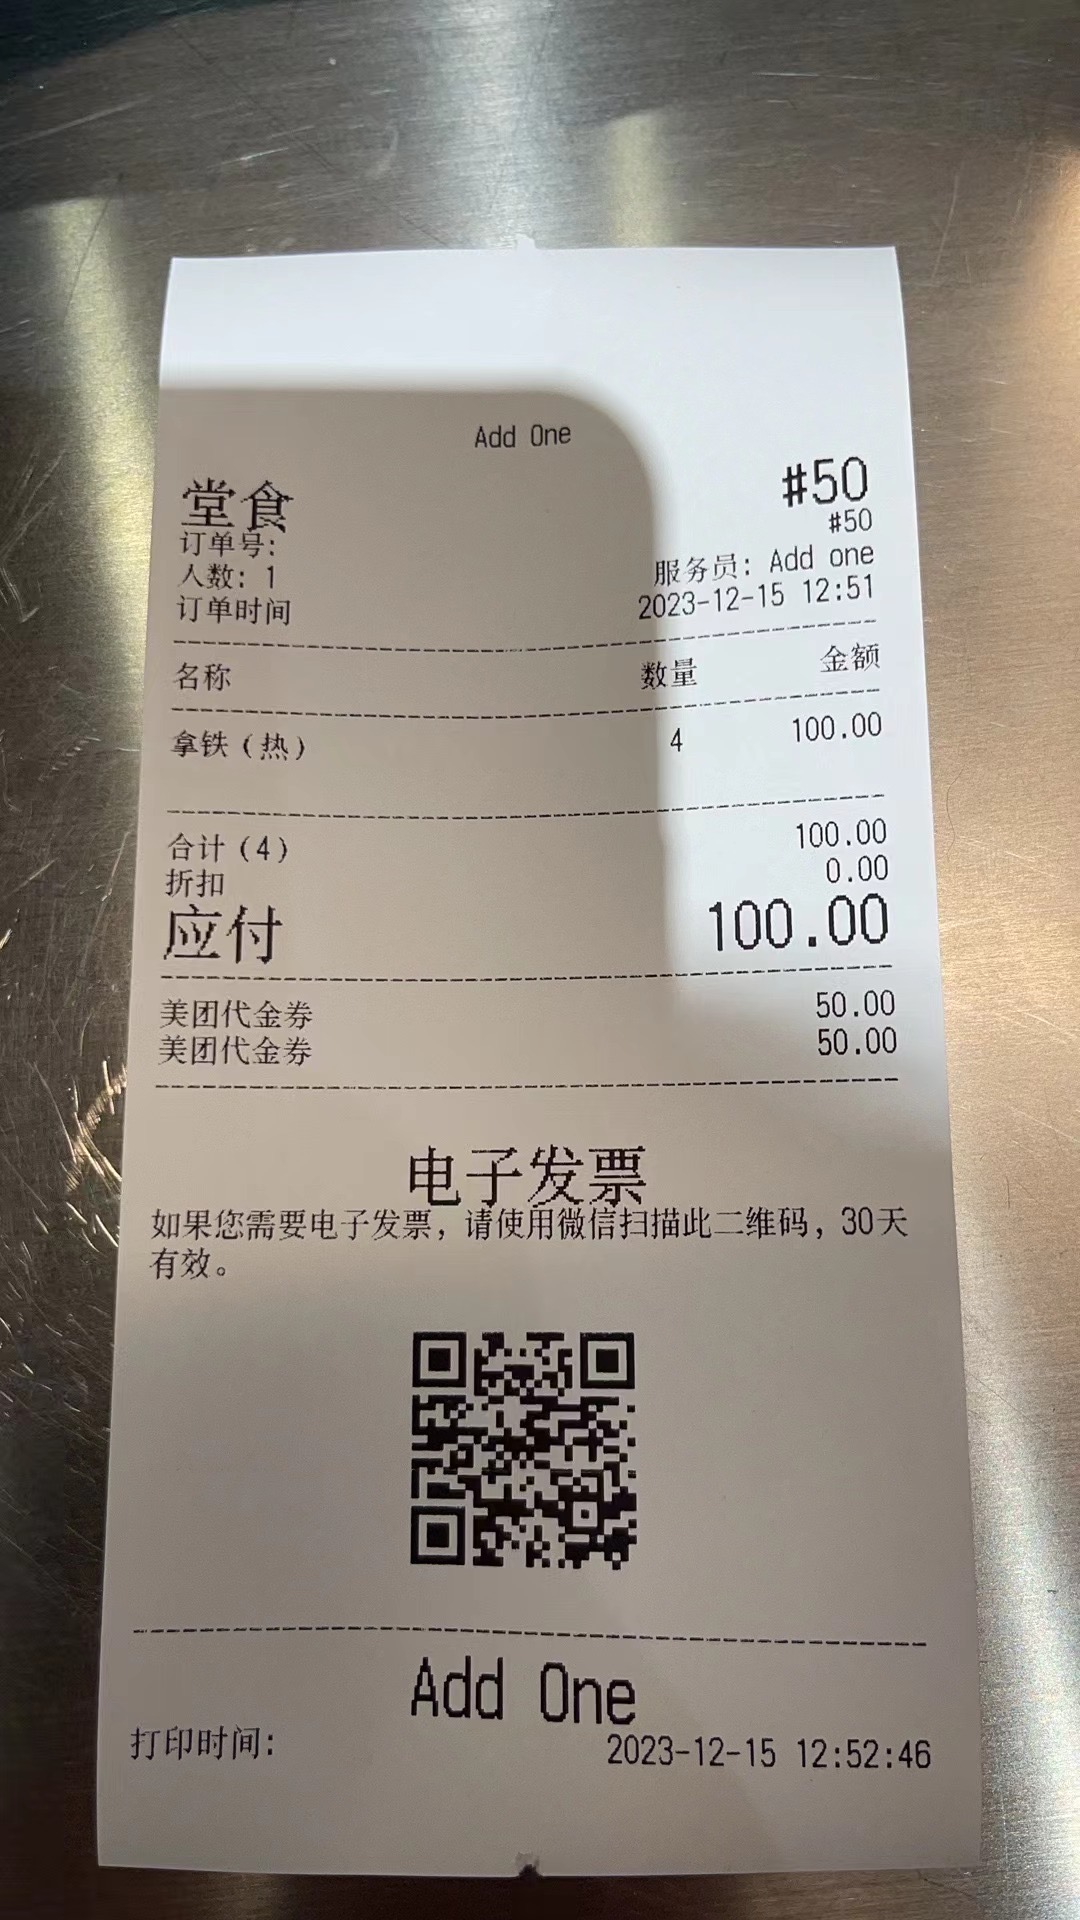 Add One
堂食 #50
订单号: #50
人数: 1 服务员: Add one
订单时间 2023-12-15 12:51
名称 数量 金额
拿铁（热） 4 100.00
合计（4） 100.00
折扣 0.00
应付 100.00
美团代金券 50.00
美团代金券 50.00
电子发票
如果您需要电子发票，请使用微信扫描此二维码，30天
有效。
Add One
打印时间: 2023-12-15 12:52:46